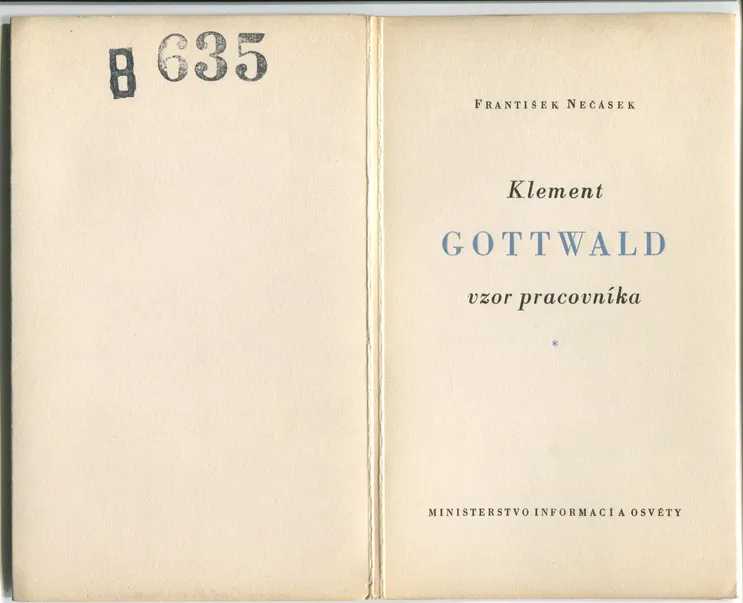 B 635
František Nečásek
Klement
GOTTWALD
vzor pracovníka
*
MINISTERSTVO INFORMACÍ A OSVĚTY